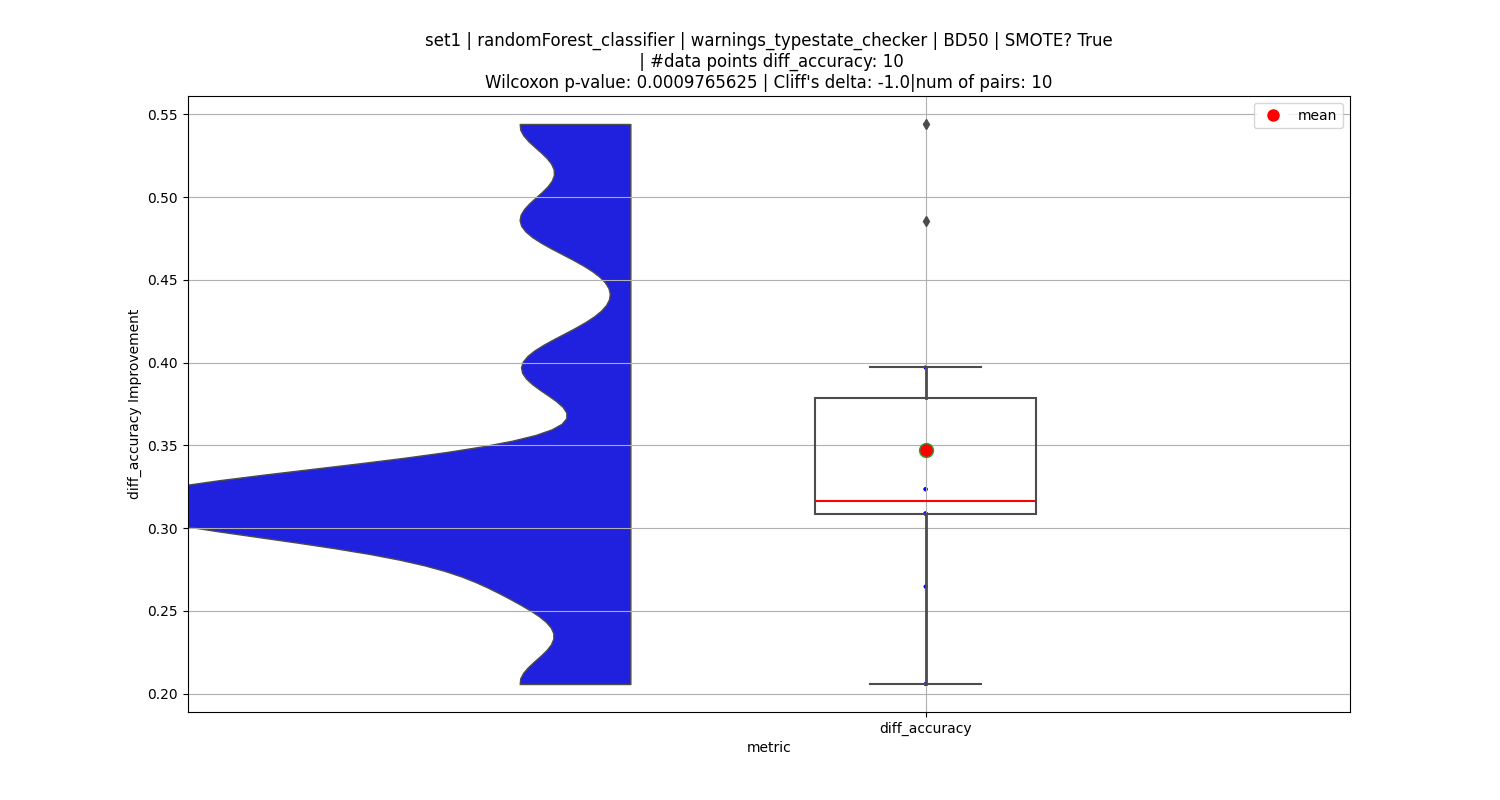 set1 | randomForest_classifier | warnings_typestate_checker | BD50 | SMOTE? True
| #data points diff_accuracy: 10
Wilcoxon p-value: 0.0009765625 | Cliff's delta: -1.0|num of pairs: 10
mean
0.55
0.50
0.45
0.40
0.35
0.30
0.25
0.20
diff_accuracy Improvement
diff_accuracy
metric